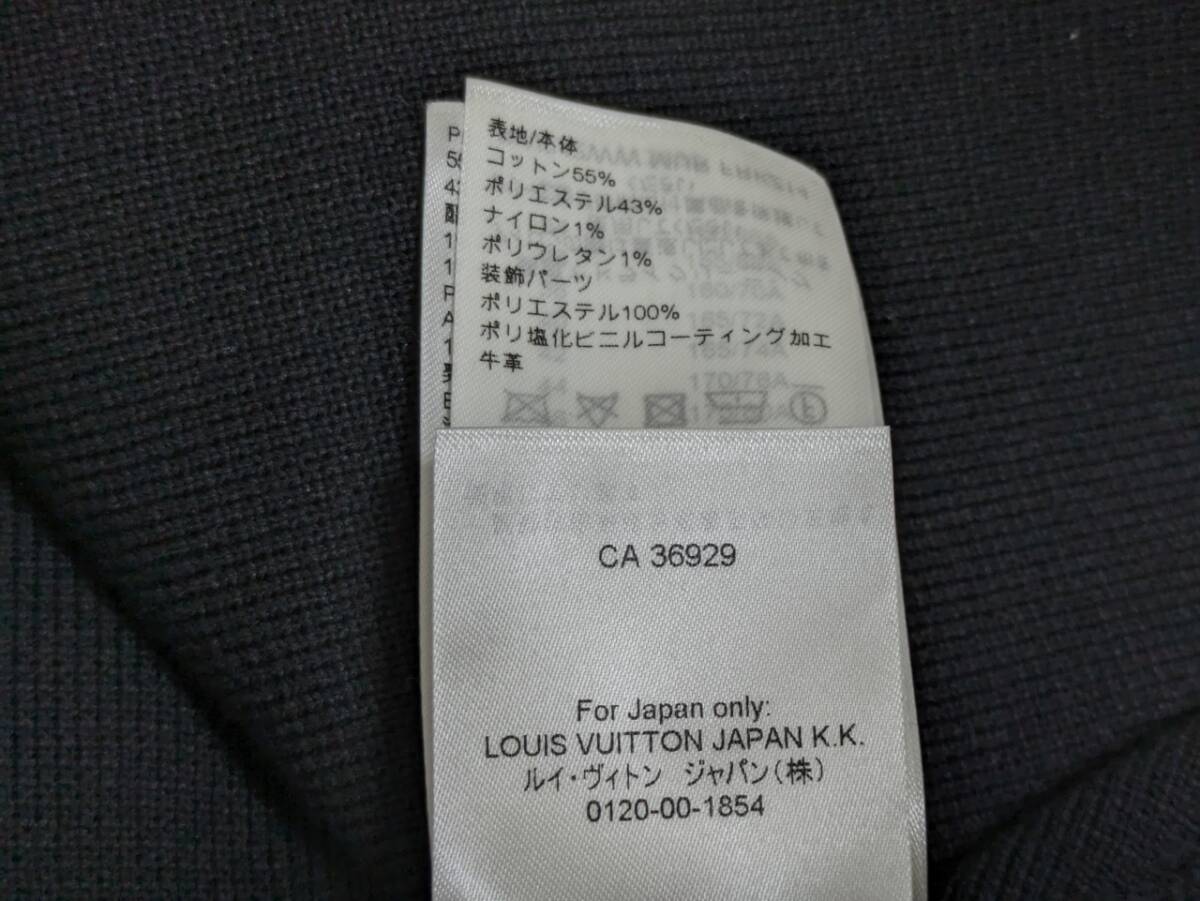 表地/本体
コットン55%
ポリエステル43%
ナイロン1%
ポリウレタン1%
装飾パーツ
ポリエステル100%
ポリ塩化ビニルコーティング加工
牛革
CA 36929
For Japan only:
LOUIS VUITTON JAPAN K.K.
ルイ・ヴィトン ジャパン(株)
0120-00-1854